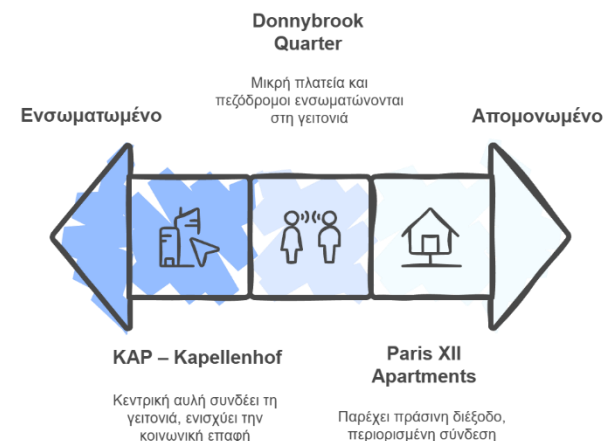 Donnybrook
Quarter
Μικρή πλατεία και
πεζόδρομοι ενσωματώνονται
στη γειτονιά
Ενσωματωμένο
Απομονωμένο
KAP – Kapellenhof
Κεντρική αυλή συνδέει τη
γειτονιά, ενισχύει την
κοινωνική επαφή
Paris XII
Apartments
Παρέχει πράσινη διέξοδο,
περιορισμένη σύνδεση